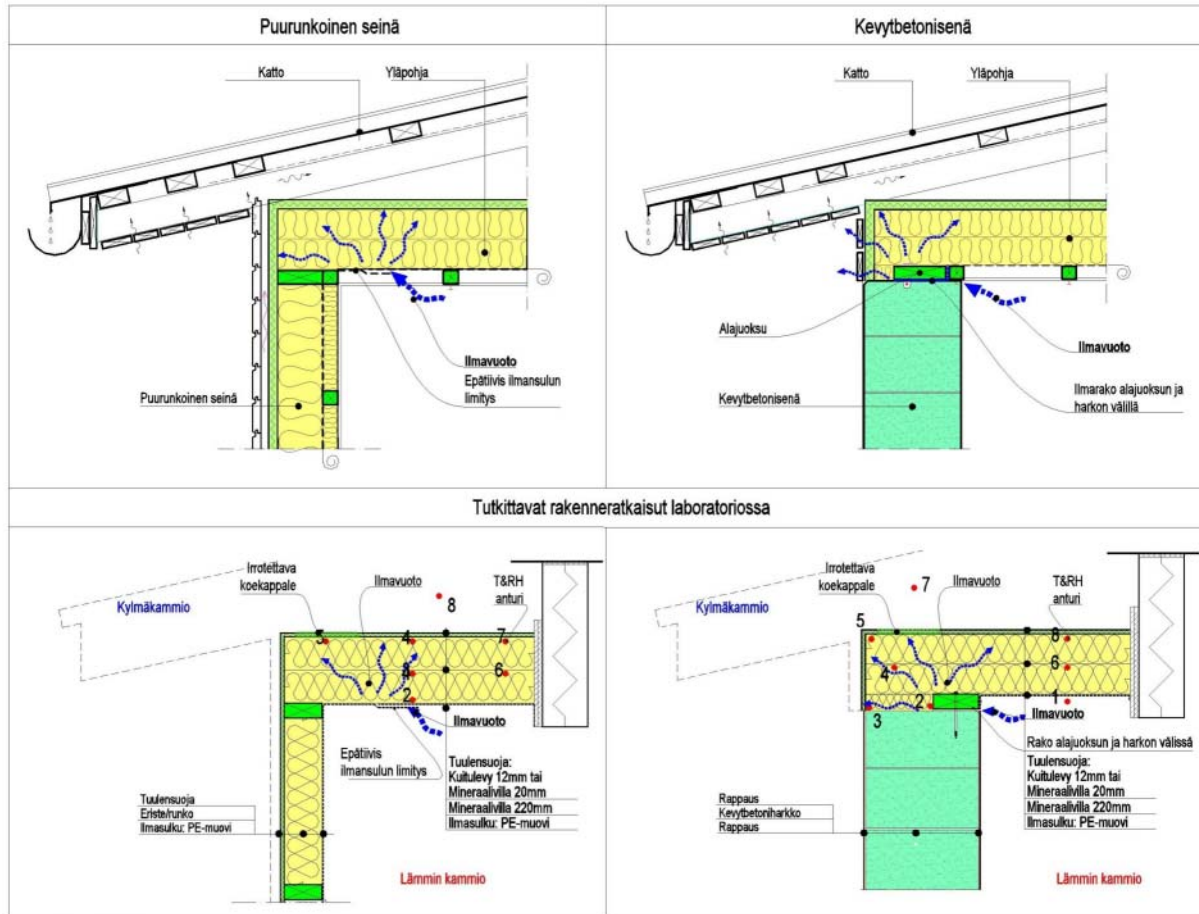 Puurunkoinen seinä
Kevytbetonisenä
Katto
Yläpohja
Ilmavuoto
Epätiivis ilmansulun
limitys
Puurunkoinen seinä
Katto
Yläpohja
Alajuoksu
Ilmavuoto
Ilmarako alajuoksun ja
harkon välillä
Kevytbetonisenä
Tutkittavat rakenneratkaisut laboratoriossa
Irrotettava
koekappale
Ilmavuoto
T&RH
anturi
Kylmäkammio
8
4
7
6
2
Ilmavuoto
Epätiivis
ilmansulun limitys
Tuulensuoja:
Kuitulevy 12mm tai
Mineraalivilla 20mm
Mineraalivilla 220mm
Ilmasulku: PE-muovi
Tuulensuoja
Eriste/runko
Ilmasulku: PE-muovi
Lämmin kammio
Irrotettava
koekappale
7
Ilmavuoto
T&RH
anturi
Kylmäkammio
5
8
4
6
2
1
3
Ilmavuoto
Rako alajuoksun ja harkon välissä
Tuulensuoja:
Kuitulevy 12mm tai
Mineraalivilla 20mm
Mineraalivilla 220mm
Ilmasulku: PE-muovi
Rappaus
Kevytbetoniharkko
Rappaus
Lämmin kammio